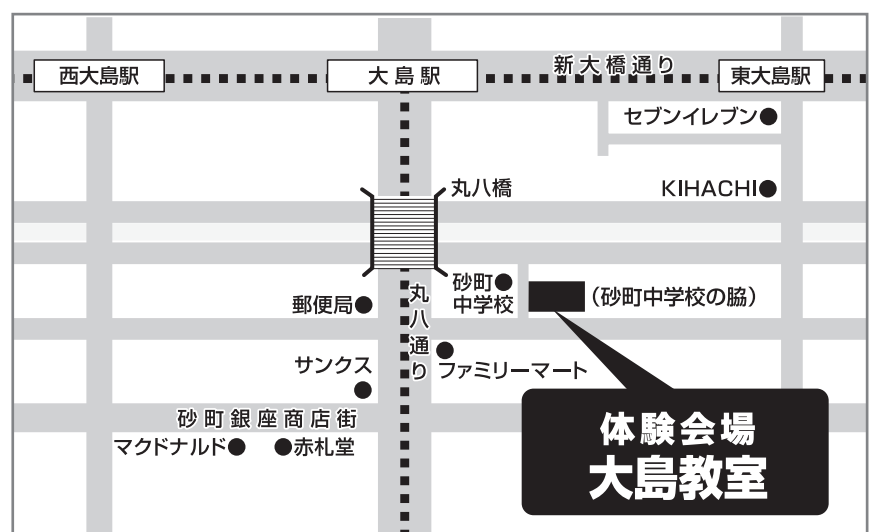 新大橋通り
西大島駅
大島駅
東大島駅
セブンイレブン
丸八橋
KIHACHI
砂町
中学校
(砂町中学校の脇)
郵便局
丸八通り
サンクス
ファミリーマート
砂町銀座商店街
マクドナルド
赤札堂
体験会場
大島教室